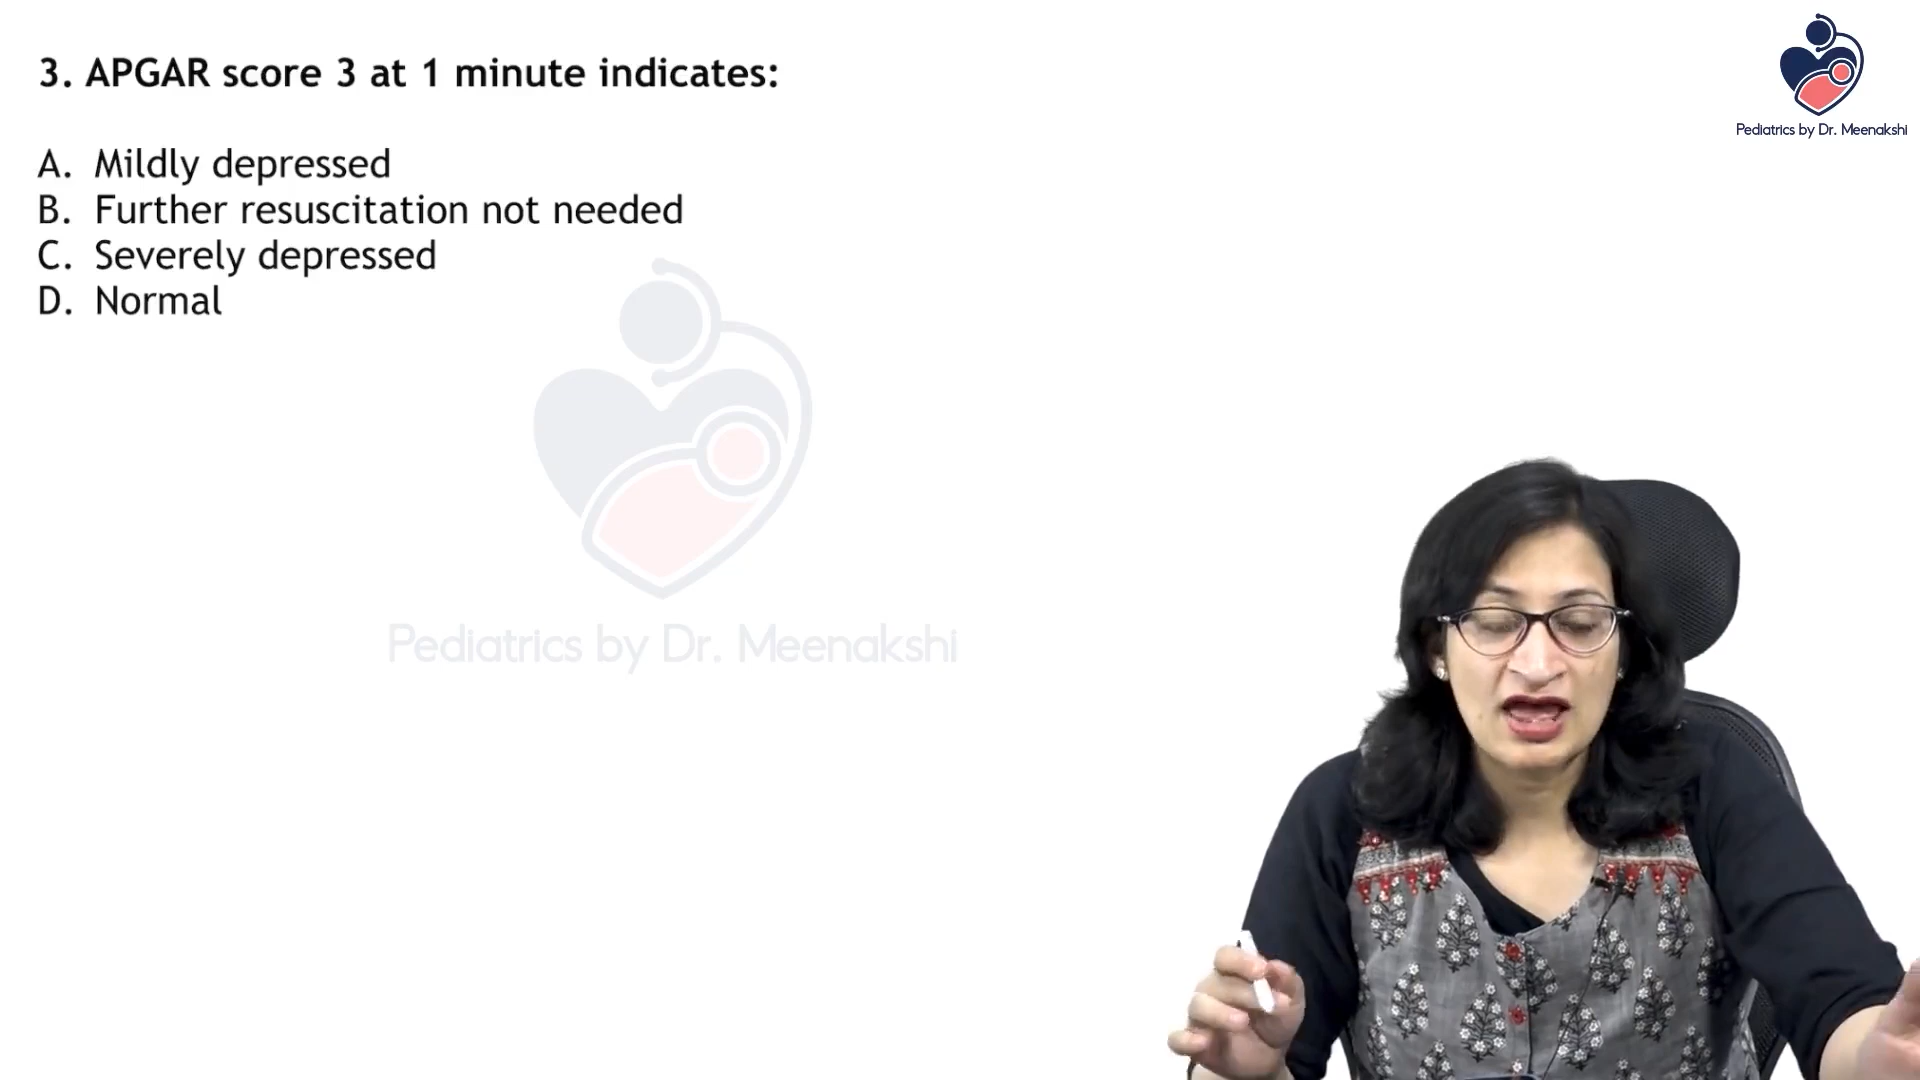 3. APGAR score 3 at 1 minute indicates:
A. Mildly depressed
B. Further resuscitation not needed
C. Severely depressed
D. Normal
Pediatrics by Dr. Meenakshi
Pediatrics by Dr. Meenakshi